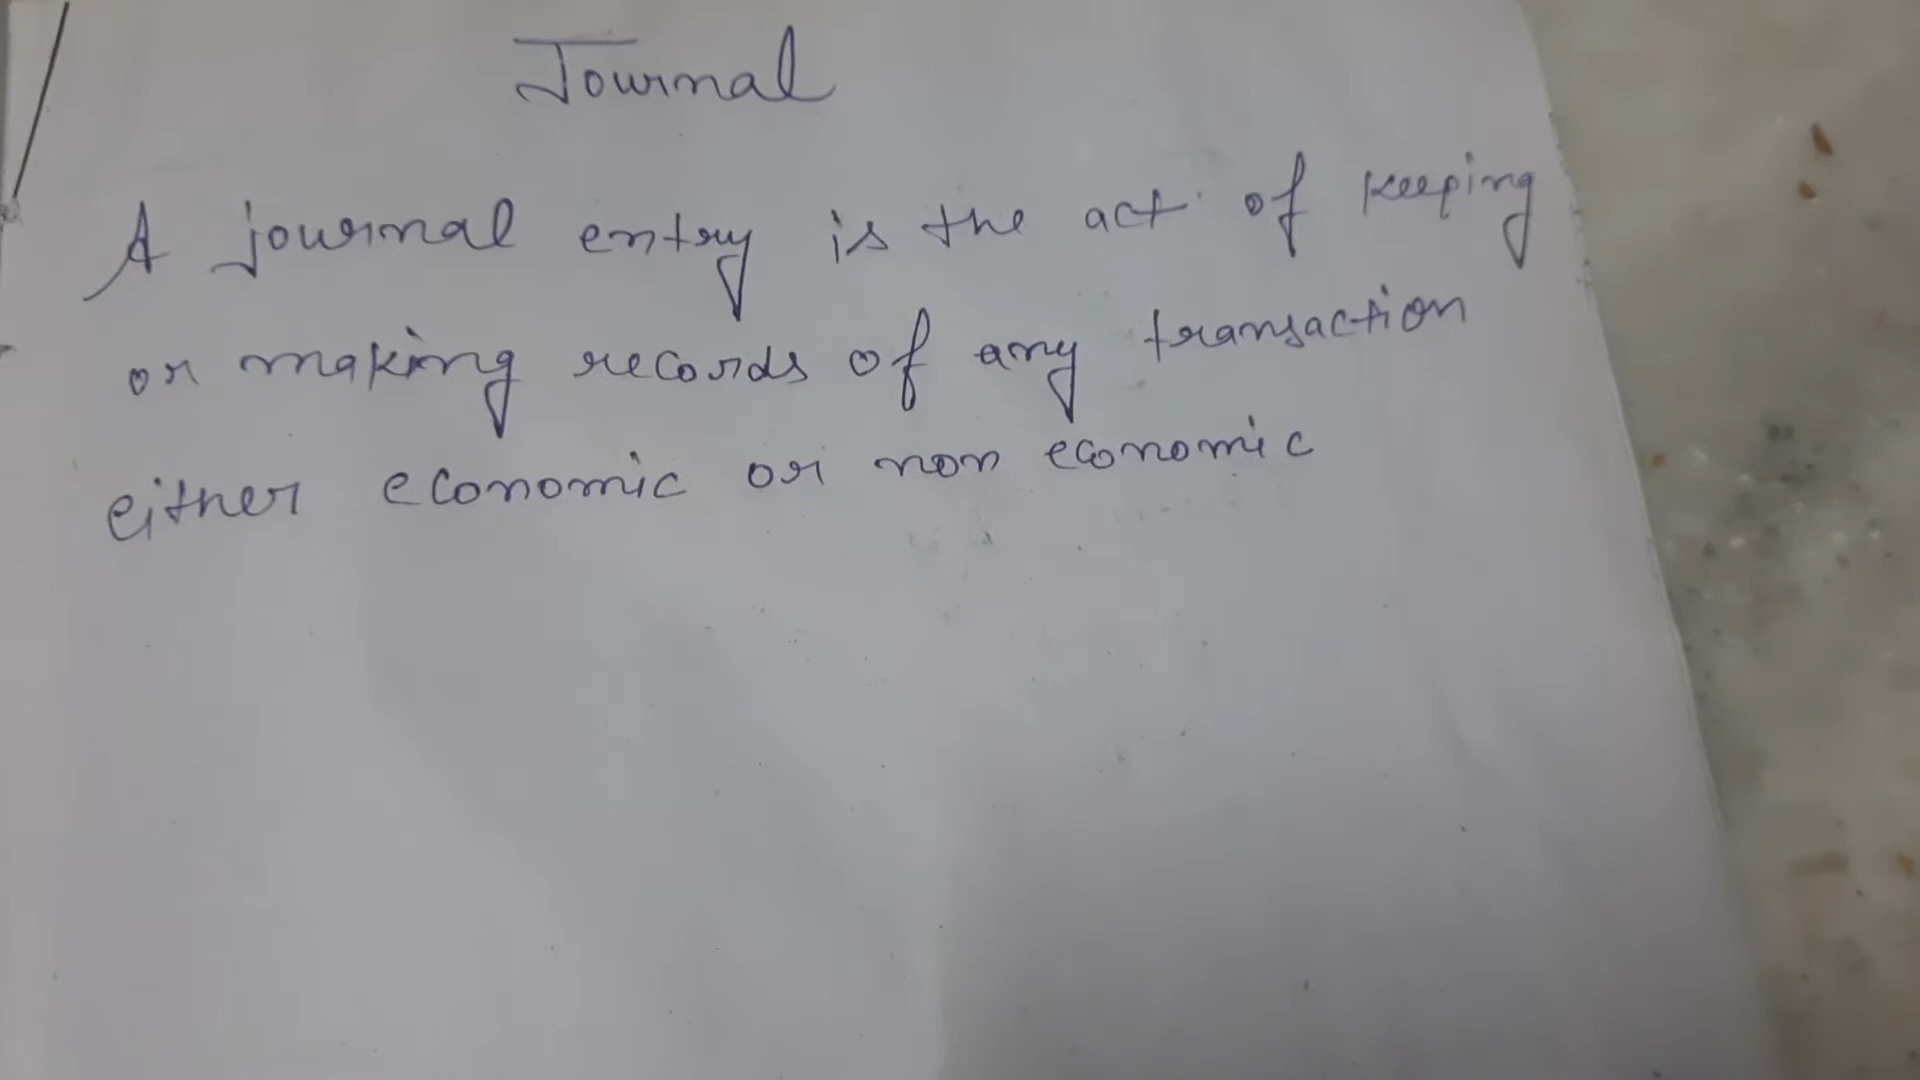 Journal
A journal entry is the act of keeping
or making records of any transaction
either economic or non economic